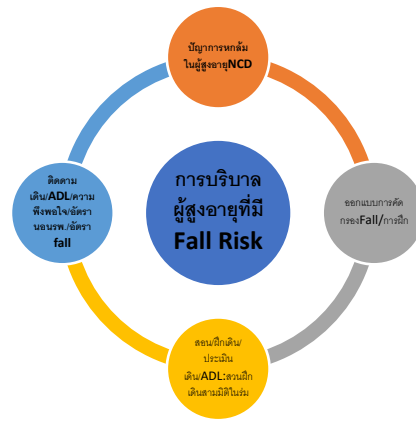 ปัญาการหกล้ม
ในผู้สูงอายุNCD
การบริบาล
ผู้สูงอายุที่มี
Fall Risk
ออกแบบการคัด
กรองFall/การฝึก
สอน/ฝึกเดิน/
ประเมิน
เดิน/ADL:สวนฝึก
เดินสามมิติในร่ม
ติดตาม
เดิน/ADL/ความ
พึงพอใจ/อัตรา
นอนรพ./อัตรา
fall